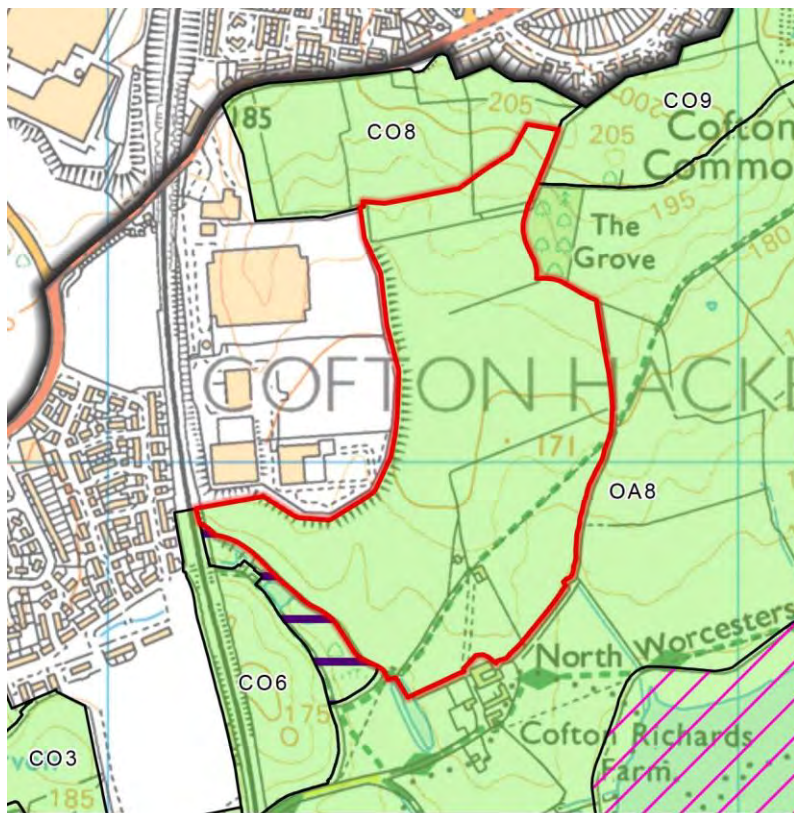 205
CO9
185
CO8
205
Cofton
Commo
200
195
The
Grove
180
COFTON HACKE
171
OA8
North Worcesters
CO6
175
Cofton Richards
Farm
CO3
185